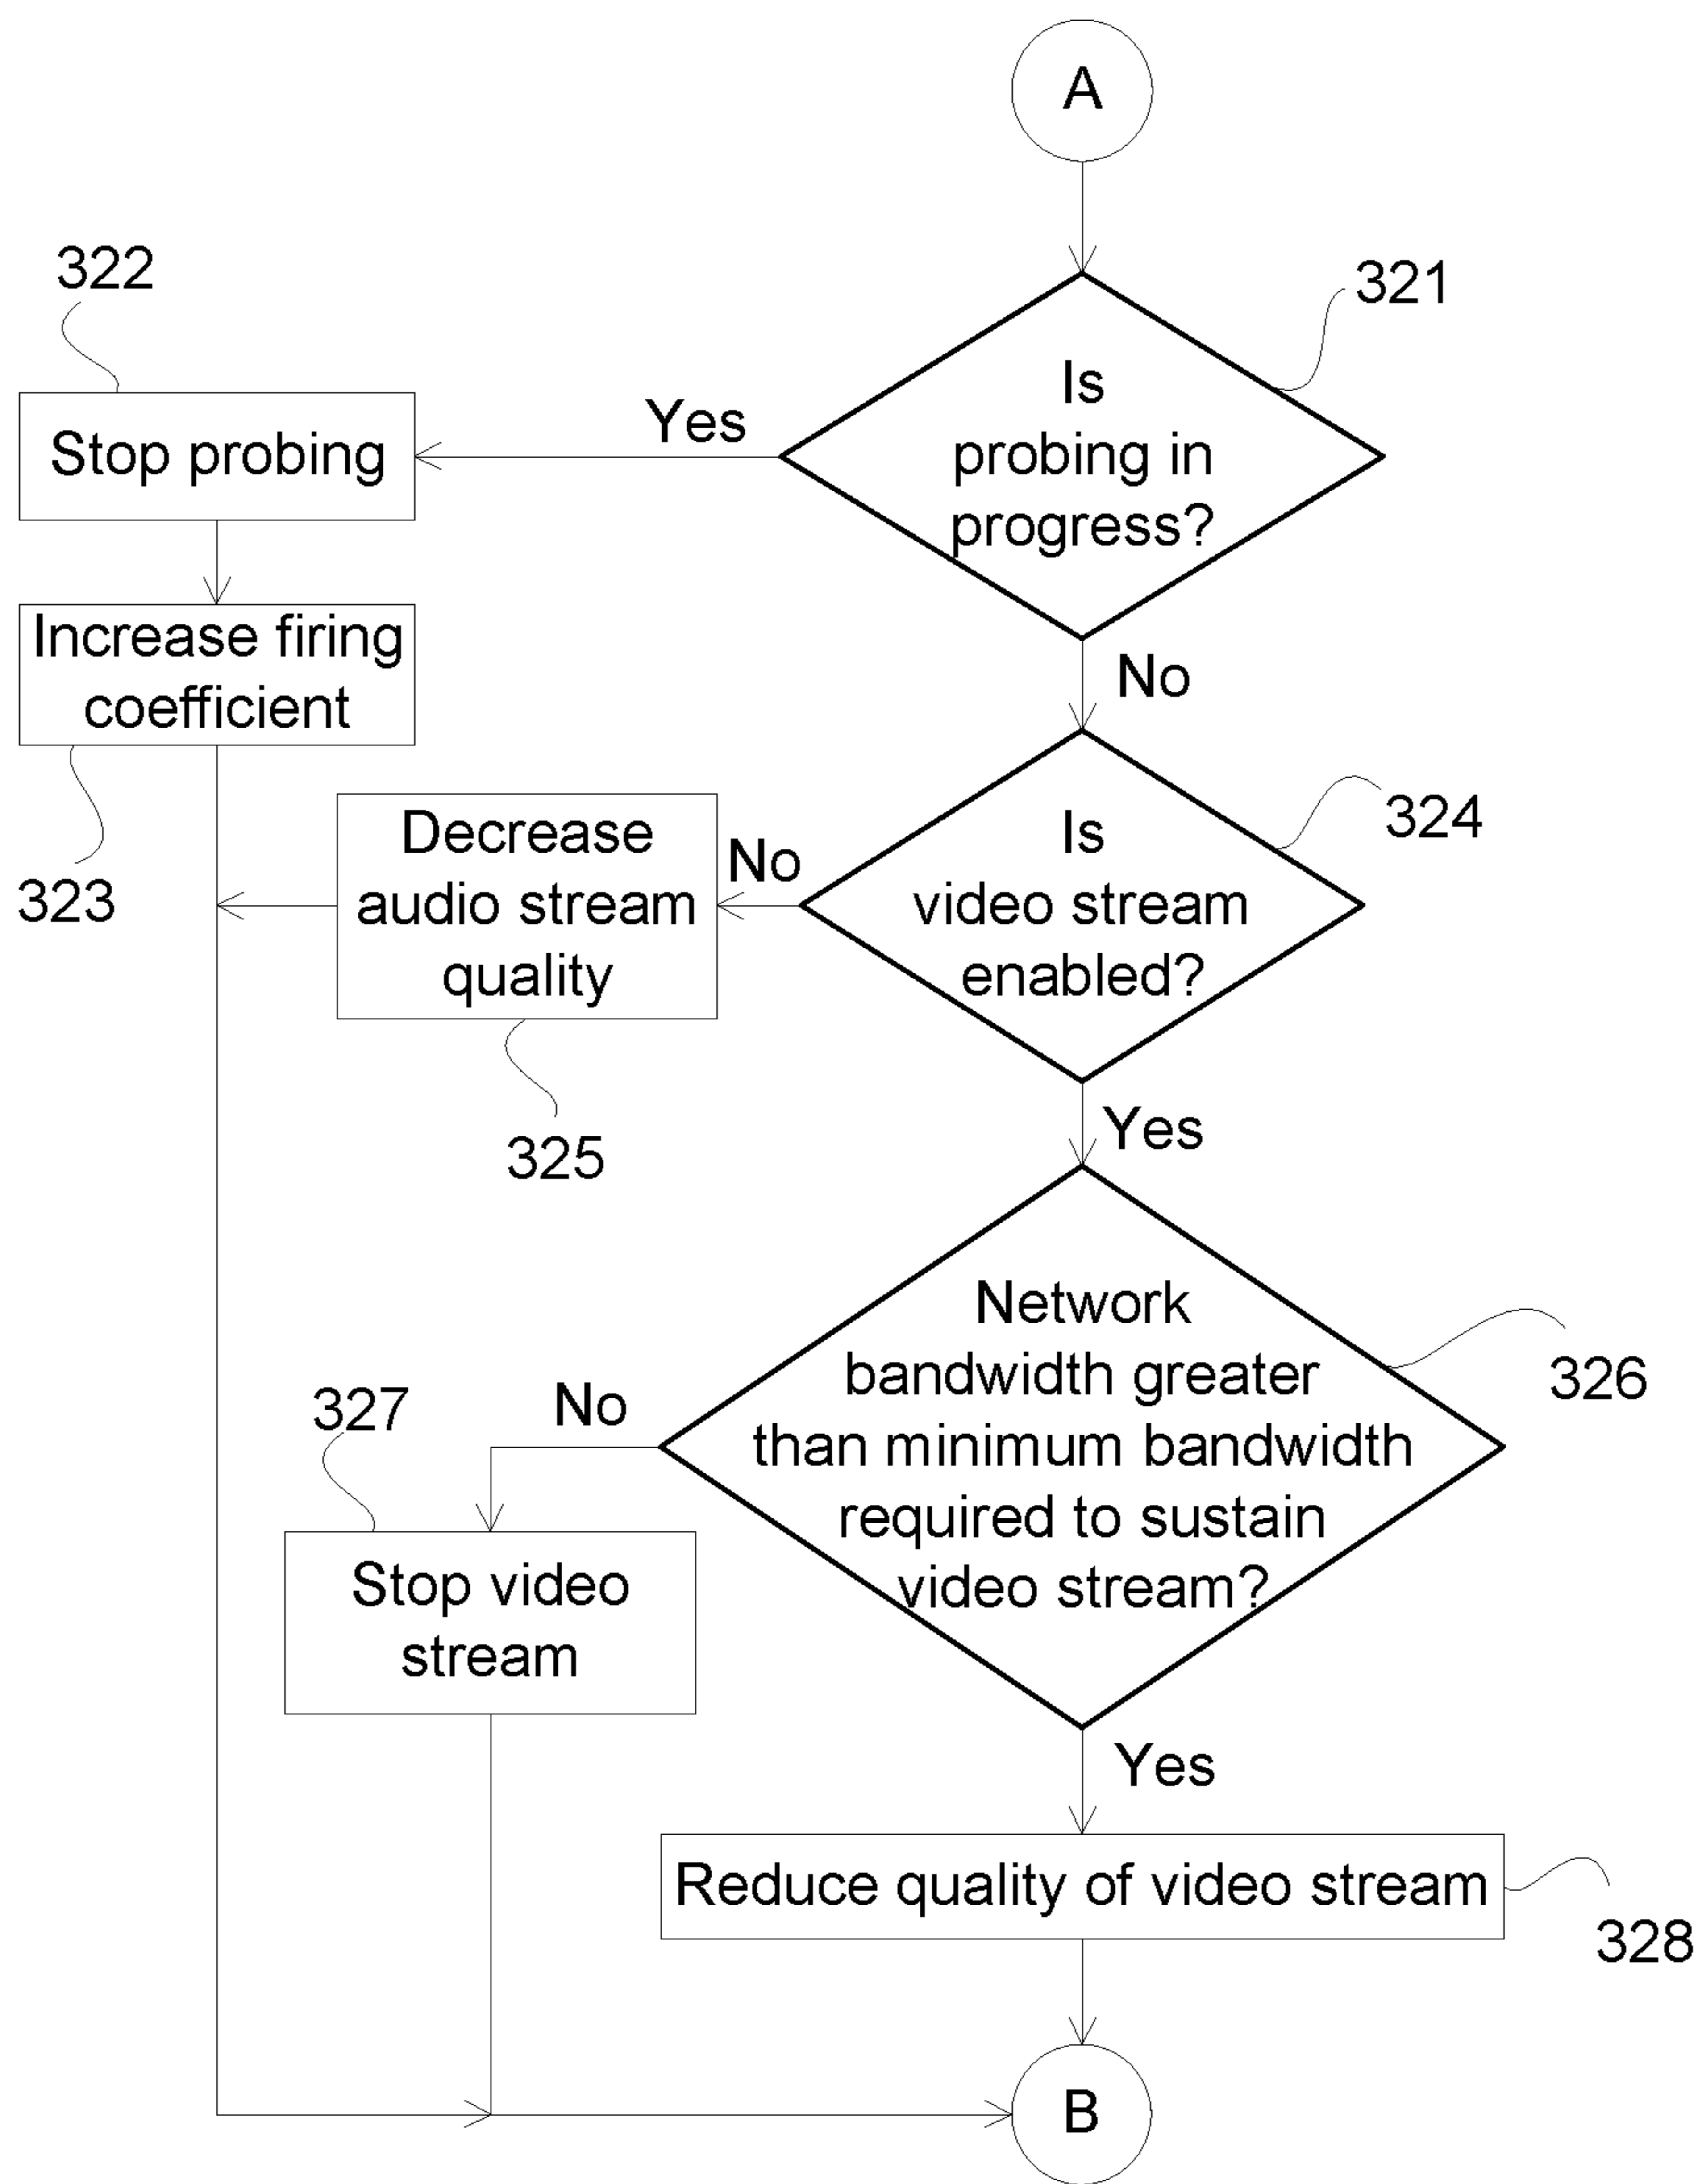 A
321
Is
probing in
progress?
Yes
322
Stop probing
Increase firing
coefficient
323
No
324
Is
video stream
enabled?
No
Decrease
audio stream
quality
325
Yes
326
Network
bandwidth greater
than minimum bandwidth
required to sustain
video stream?
No
327
Stop video
stream
Yes
Reduce quality of video stream
328
B